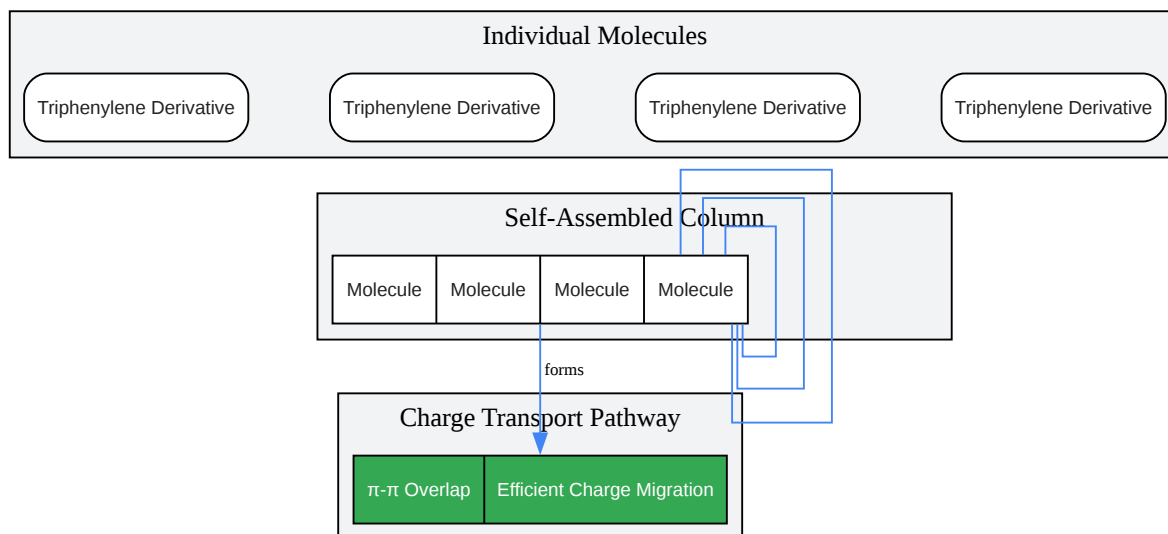 Individual Molecules
Triphenylene Derivative
Triphenylene Derivative
Triphenylene Derivative
Triphenylene Derivative
Self-Assembled Column
Molecule
Molecule
Molecule
Molecule
forms
Charge Transport Pathway
π-π Overlap
Efficient Charge Migration